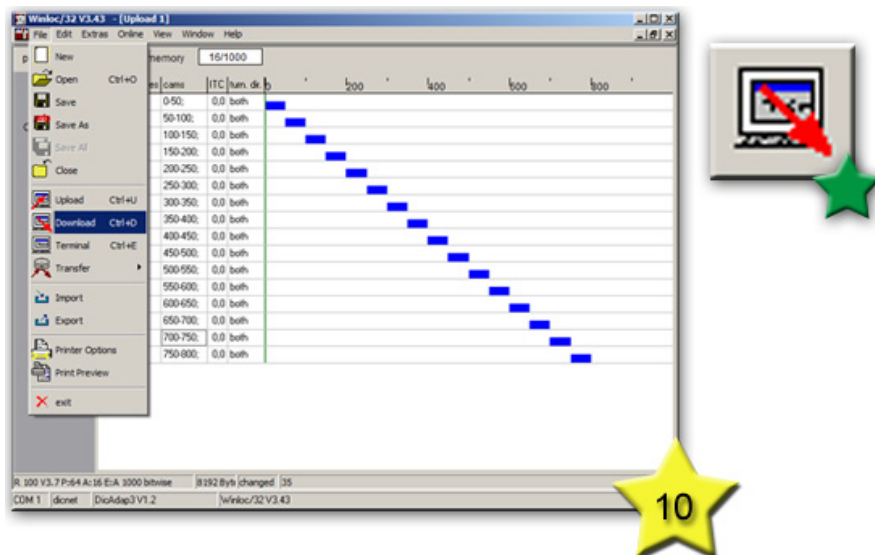 Winloc/32 V3.43 - [Upload 1]
File Edit Extras Online View Window Help
memory 16/1000
New
Open Ctrl+O
Save
Save As
Save All
Close
Upload Ctrl+U
Download Ctrl+D
Terminal Ctrl+E
Transfer
Import
Export
Printer Options
Print Preview
exit
es cams ITC turn. dir. 0 200 400 600 800
0-50; 0,0 both
50-100; 0,0 both
100-150; 0,0 both
150-200; 0,0 both
200-250; 0,0 both
250-300; 0,0 both
300-350; 0,0 both
350-400; 0,0 both
400-450; 0,0 both
450-500; 0,0 both
500-550; 0,0 both
550-600; 0,0 both
600-650; 0,0 both
650-700; 0,0 both
700-750; 0,0 both
750-800; 0,0 both
R 100 V3.7 P:64 A:16 E:A 1000 bitwise 8192 Byte changed 35
COM 1 dicnet DicAdap3 V1.2 Winloc/32 V3.43
10